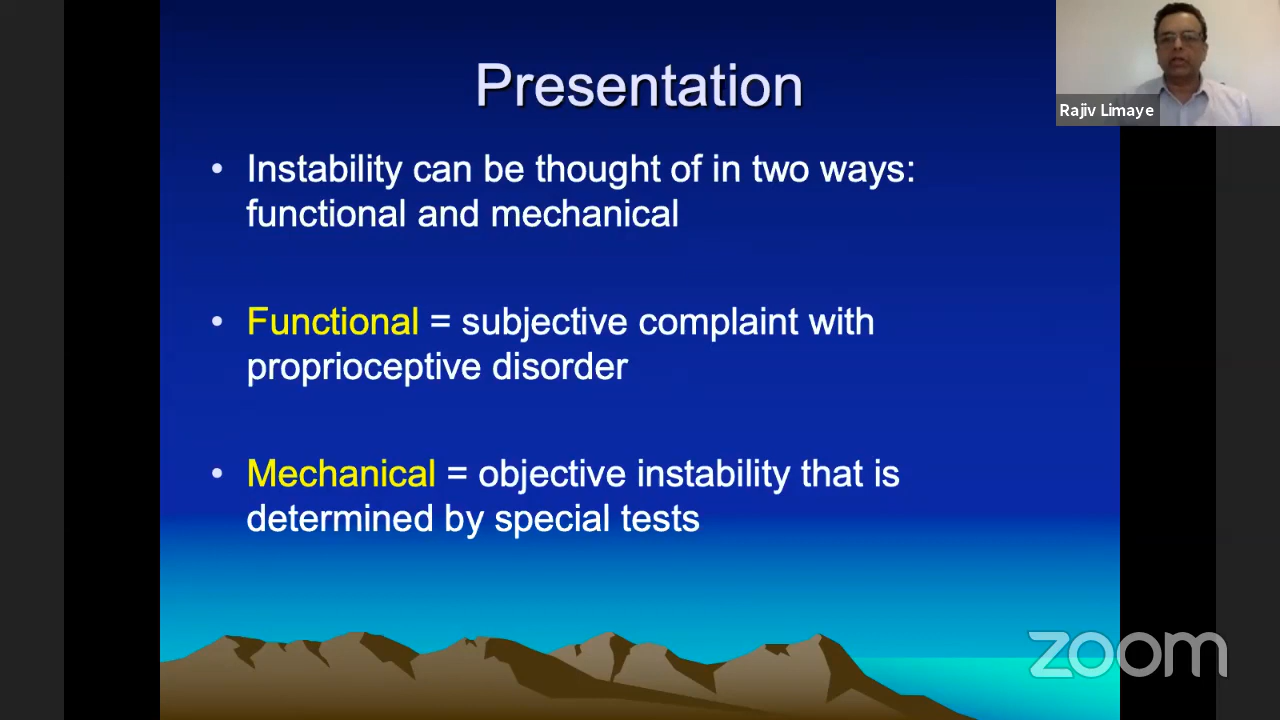 Presentation
Rajiv Limaye
• Instability can be thought of in two ways:
functional and mechanical
• Functional = subjective complaint with
proprioceptive disorder
• Mechanical = objective instability that is
determined by special tests
zoom